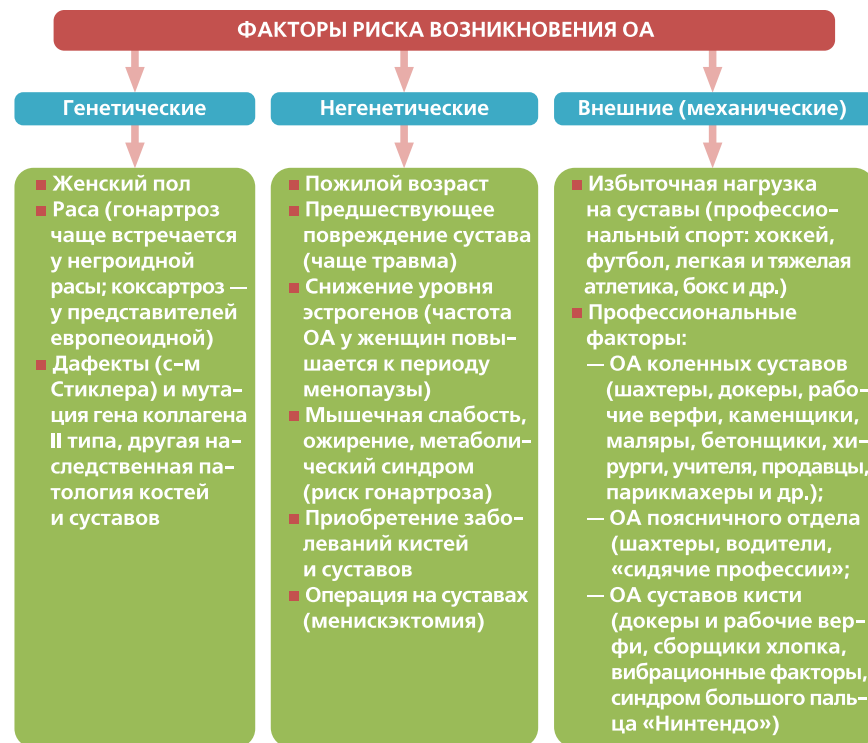 ФАКТОРЫ РИСКА ВОЗНИКНОВЕНИЯ ОА
Генетические
Женский пол
Раса (гонартроз
чаще встречается
у негроидной
расы; коксартроз —
у представителей
европеоидной)
Дафекты (с-м
Стиклера) и мута-
ция гена коллагена
II типа, другая на-
следственная па-
тология костей
и суставов
Негенетические
Пожилой возраст
Предшествующее
повреждение сустава
(чаще травма)
Снижение уровня
эстрогенов (частота
ОА у женщин повы-
шается к периоду
менопаузы)
Мышечная слабость,
ожирение, метаболи-
ческий синдром
(риск гонартроза)
Приобретение забо-
леваний кистей
и суставов
Операция на суставах
(менискэктомия)
Внешние (механические)
Избыточная нагрузка
на суставы (профессио-
нальный спорт: хоккей,
футбол, легкая и тяжелая
атлетика, бокс и др.)
Профессиональные
факторы:
— ОА коленных суставов
(шахтеры, докеры, рабо-
чие верфи, каменщики,
маляры, бетонщики, хи-
рурги, учителя, продавцы,
парикмахеры и др.);
— ОА поясничного отдела
(шахтеры, водители,
«сидячие профессии»;
— ОА суставов кисти
(докеры и рабочие вер-
фи, сборщики хлопка,
вибрационные факторы,
синдром большого паль-
ца «Нинтендо»)